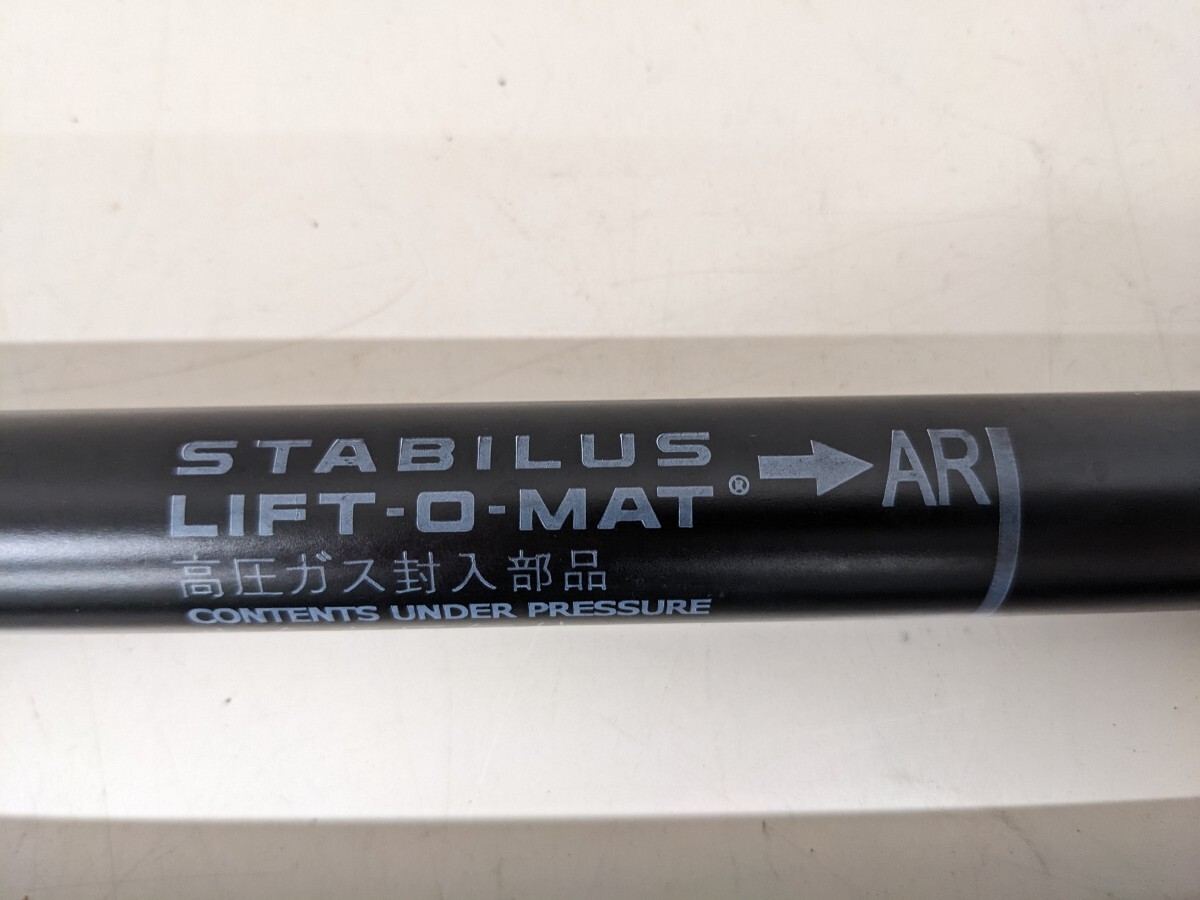 STABILUS
LIFT-O-MAT®
高圧ガス封入部品
CONTENTS UNDER PRESSURE
→ AR